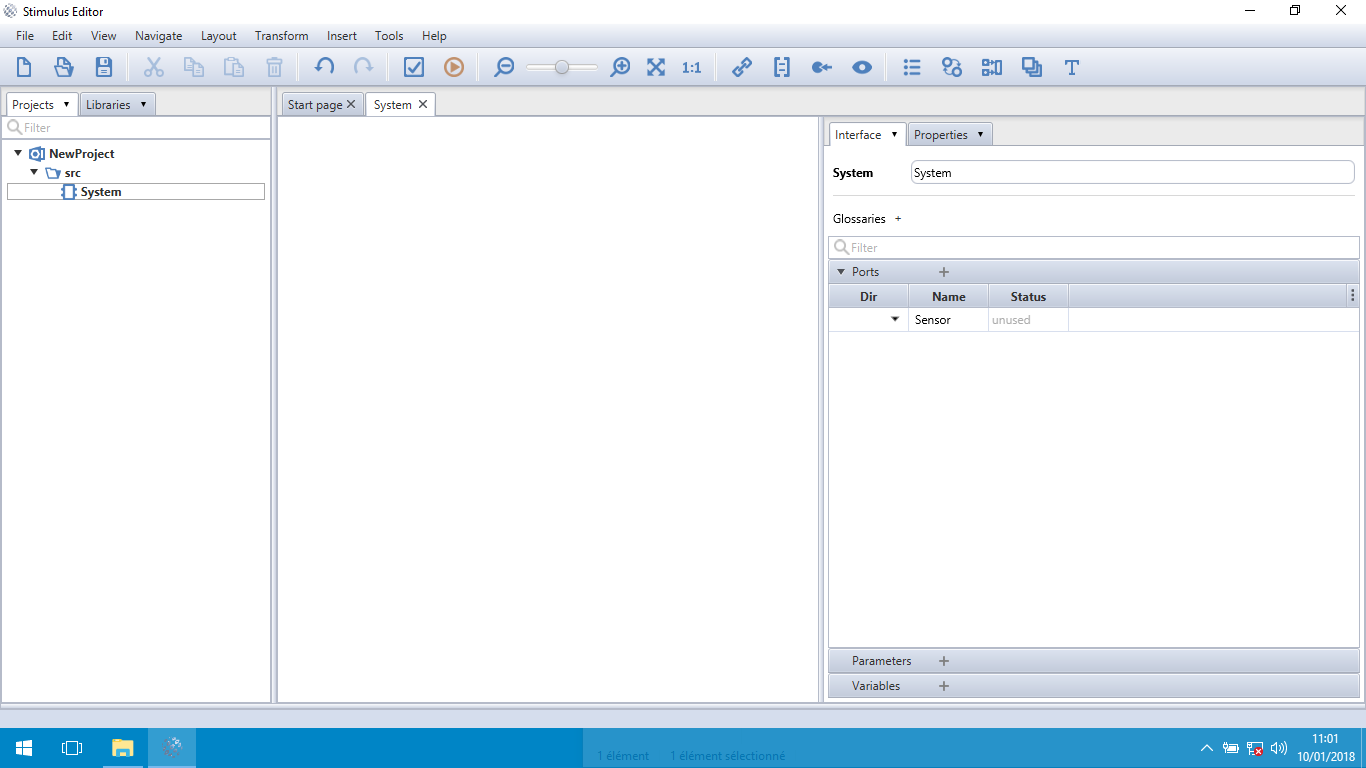 Stimulus Editor
File Edit View Navigate Layout Transform Insert Tools Help
1:1
T
Projects Libraries
Start page System
Filter
Interface Properties
NewProject
src
System
System System
Glossaries +
Filter
Ports +
Dir Name Status
Sensor unused
Parameters +
Variables +
1 élément 1 élément sélectionné
11:01
10/01/2018